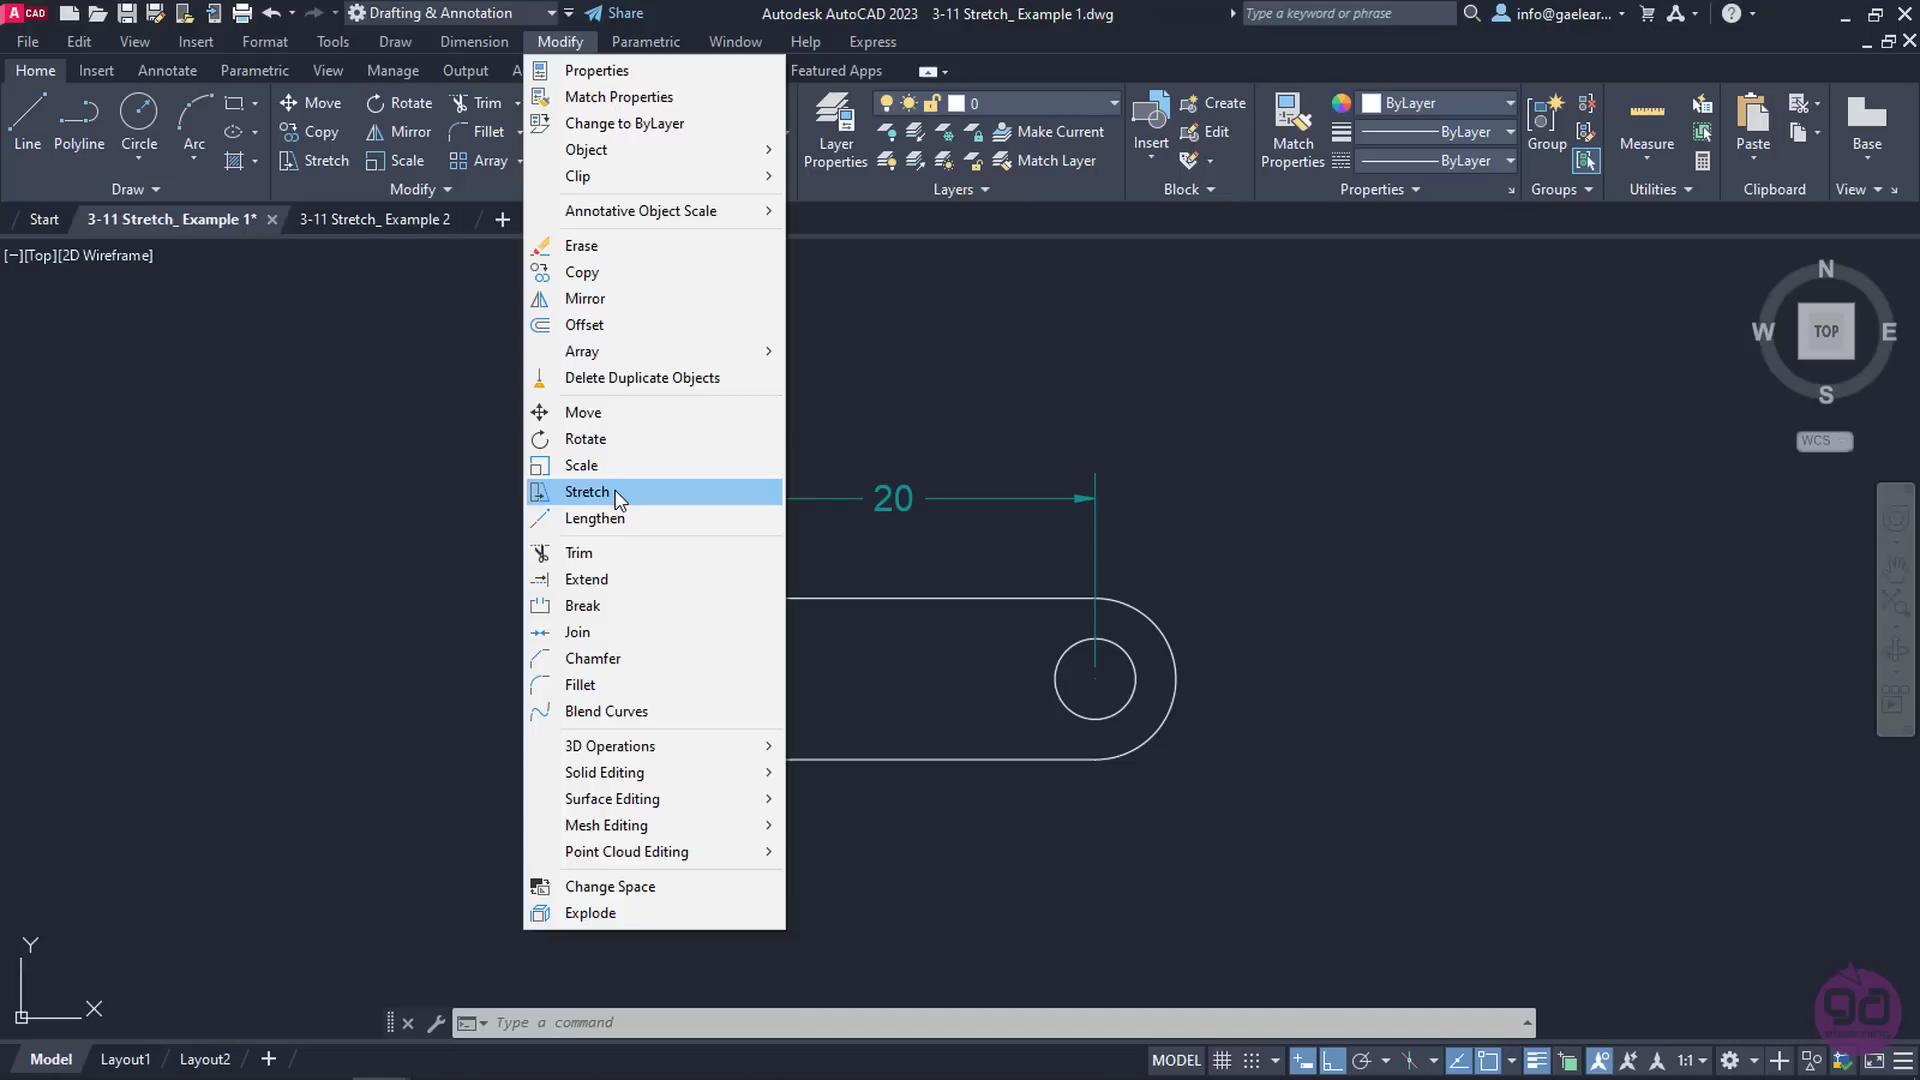 CAD Drafting & Annotation Share Autodesk AutoCAD 2023 3-11 Stretch_ Example 1.dwg Type a keyword or phrase info@gaelear...
File Edit View Insert Format Tools Draw Dimension Modify Parametric Window Help Express
Home Insert Annotate Parametric View Manage Output A Featured Apps
Line Polyline Circle Arc
Move Rotate Trim
Copy Mirror Fillet
Stretch Scale Array
Draw Modify
Layer Properties
0
Make Current
Match Layer
Layers
Insert
Create
Edit
Block
Match Properties
ByLayer
ByLayer
ByLayer
Properties
Group
Groups
Measure
Utilities
Paste
Clipboard
Base
View
Start 3-11 Stretch_ Example 1* 3-11 Stretch_ Example 2
[−][Top][2D Wireframe]
Properties
Match Properties
Change to ByLayer
Object
Clip
Annotative Object Scale
Erase
Copy
Mirror
Offset
Array
Delete Duplicate Objects
Move
Rotate
Scale
Stretch
Lengthen
Trim
Extend
Break
Join
Chamfer
Fillet
Blend Curves
3D Operations
Solid Editing
Surface Editing
Mesh Editing
Point Cloud Editing
Change Space
Explode
20
N
W TOP E
S
WCS
Y
X
Type a command
Model Layout1 Layout2
MODEL 1:1
ga
elearning